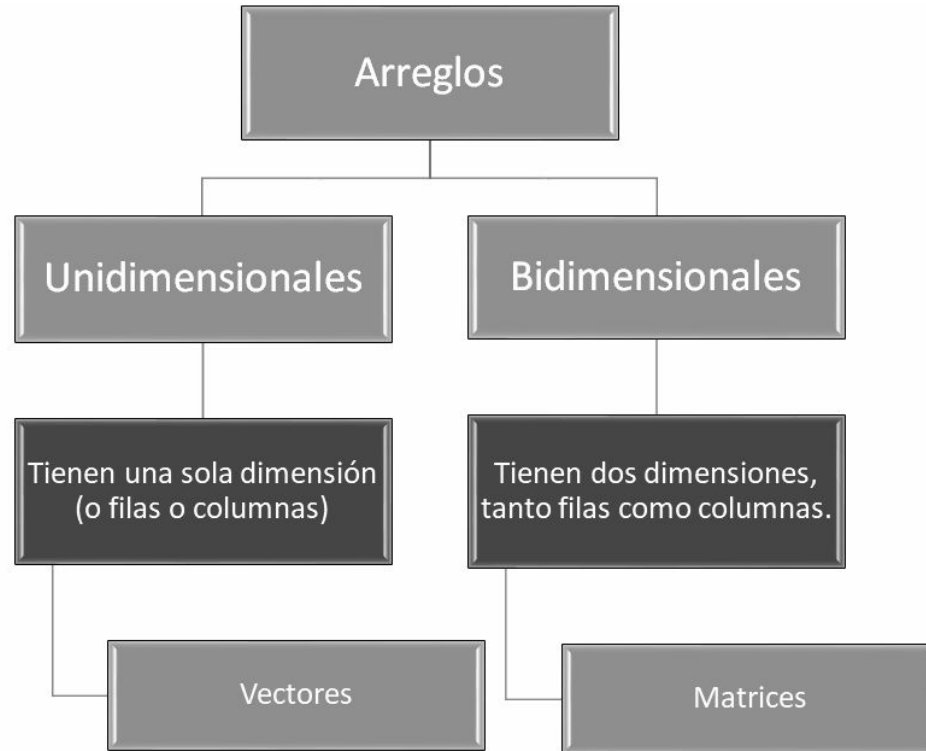 Arreglos
Unidimensionales
Bidimensionales
Tienen una sola dimensión
(o filas o columnas)
Tienen dos dimensiones,
tanto filas como columnas.
Vectores
Matrices